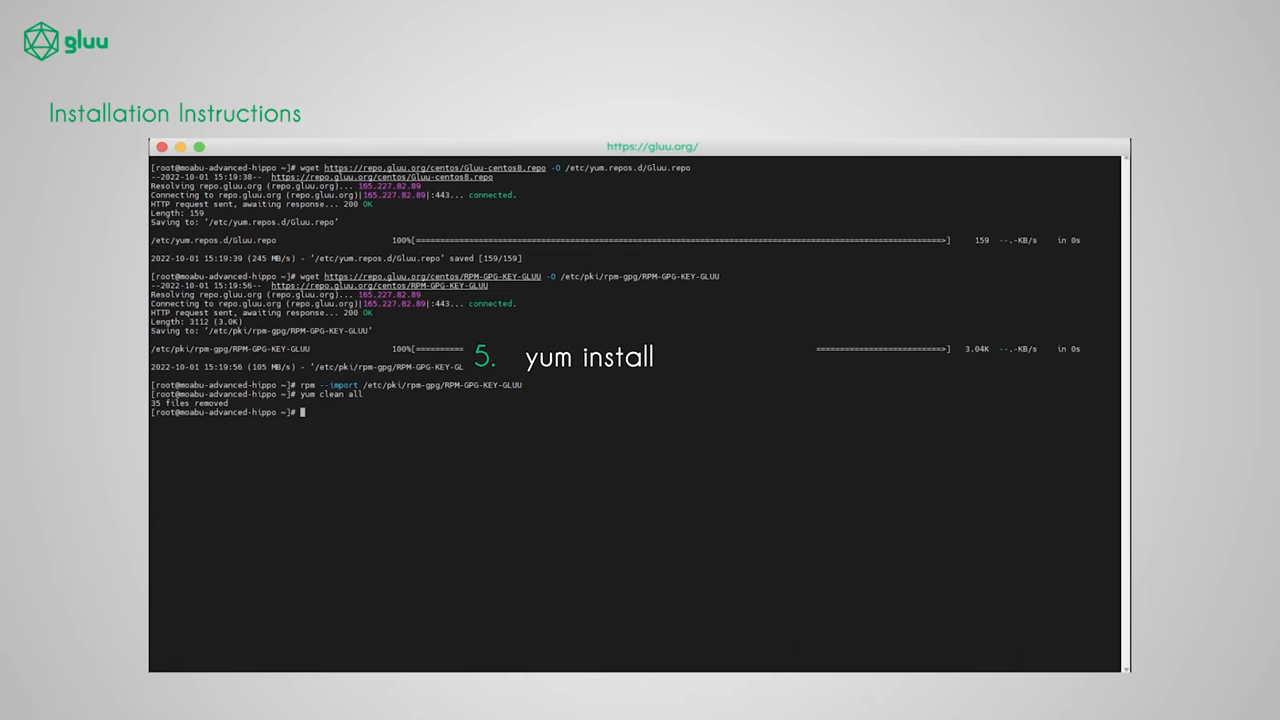 gluu
Installation Instructions
https://gluu.org/
[root@moabu-advanced-hippo ~]# wget https://repo.gluu.org/centos/Gluu-centos8.repo -O /etc/yum.repos.d/Gluu.repo
--2022-10-01 15:19:38-- https://repo.gluu.org/centos/Gluu-centos8.repo
Resolving repo.gluu.org (repo.gluu.org)... 165.227.82.89
Connecting to repo.gluu.org (repo.gluu.org)|165.227.82.89|:443... connected.
HTTP request sent, awaiting response... 200 OK
Length: 159
Saving to: ‘/etc/yum.repos.d/Gluu.repo’
/etc/yum.repos.d/Gluu.repo 100%[=====================================================================>] 159 --.-KB/s in 0s
2022-10-01 15:19:39 (245 MB/s) - ‘/etc/yum.repos.d/Gluu.repo’ saved [159/159]
[root@moabu-advanced-hippo ~]# wget https://repo.gluu.org/centos/RPM-GPG-KEY-GLUU -O /etc/pki/rpm-gpg/RPM-GPG-KEY-GLUU
--2022-10-01 15:19:56-- https://repo.gluu.org/centos/RPM-GPG-KEY-GLUU
Resolving repo.gluu.org (repo.gluu.org)... 165.227.82.89
Connecting to repo.gluu.org (repo.gluu.org)|165.227.82.89|:443... connected.
HTTP request sent, awaiting response... 200 OK
Length: 3112 (3.0K)
Saving to: ‘/etc/pki/rpm-gpg/RPM-GPG-KEY-GLUU’
/etc/pki/rpm-gpg/RPM-GPG-KEY-GLUU 100%[========== ==========================>] 3.04K --.-KB/s in 0s
5. yum install
2022-10-01 15:19:56 (105 MB/s) - ‘/etc/pki/rpm-gpg/RPM-GPG-KEY-GL
[root@moabu-advanced-hippo ~]# rpm --import /etc/pki/rpm-gpg/RPM-GPG-KEY-GLUU
[root@moabu-advanced-hippo ~]# yum clean all
35 files removed
[root@moabu-advanced-hippo ~]#